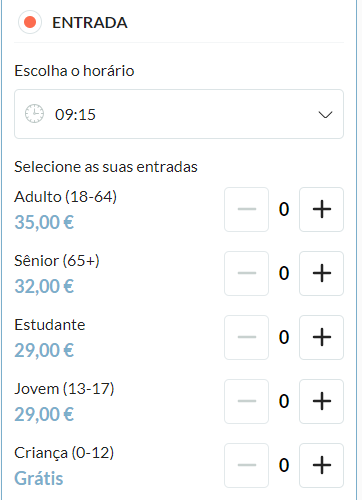 ENTRADA
Escolha o horário
09:15
Selecione as suas entradas
Adulto (18-64)
35,00 €
0
Sênior (65+)
32,00 €
0
Estudante
29,00 €
0
Jovem (13-17)
29,00 €
0
Criança (0-12)
Grátis
0